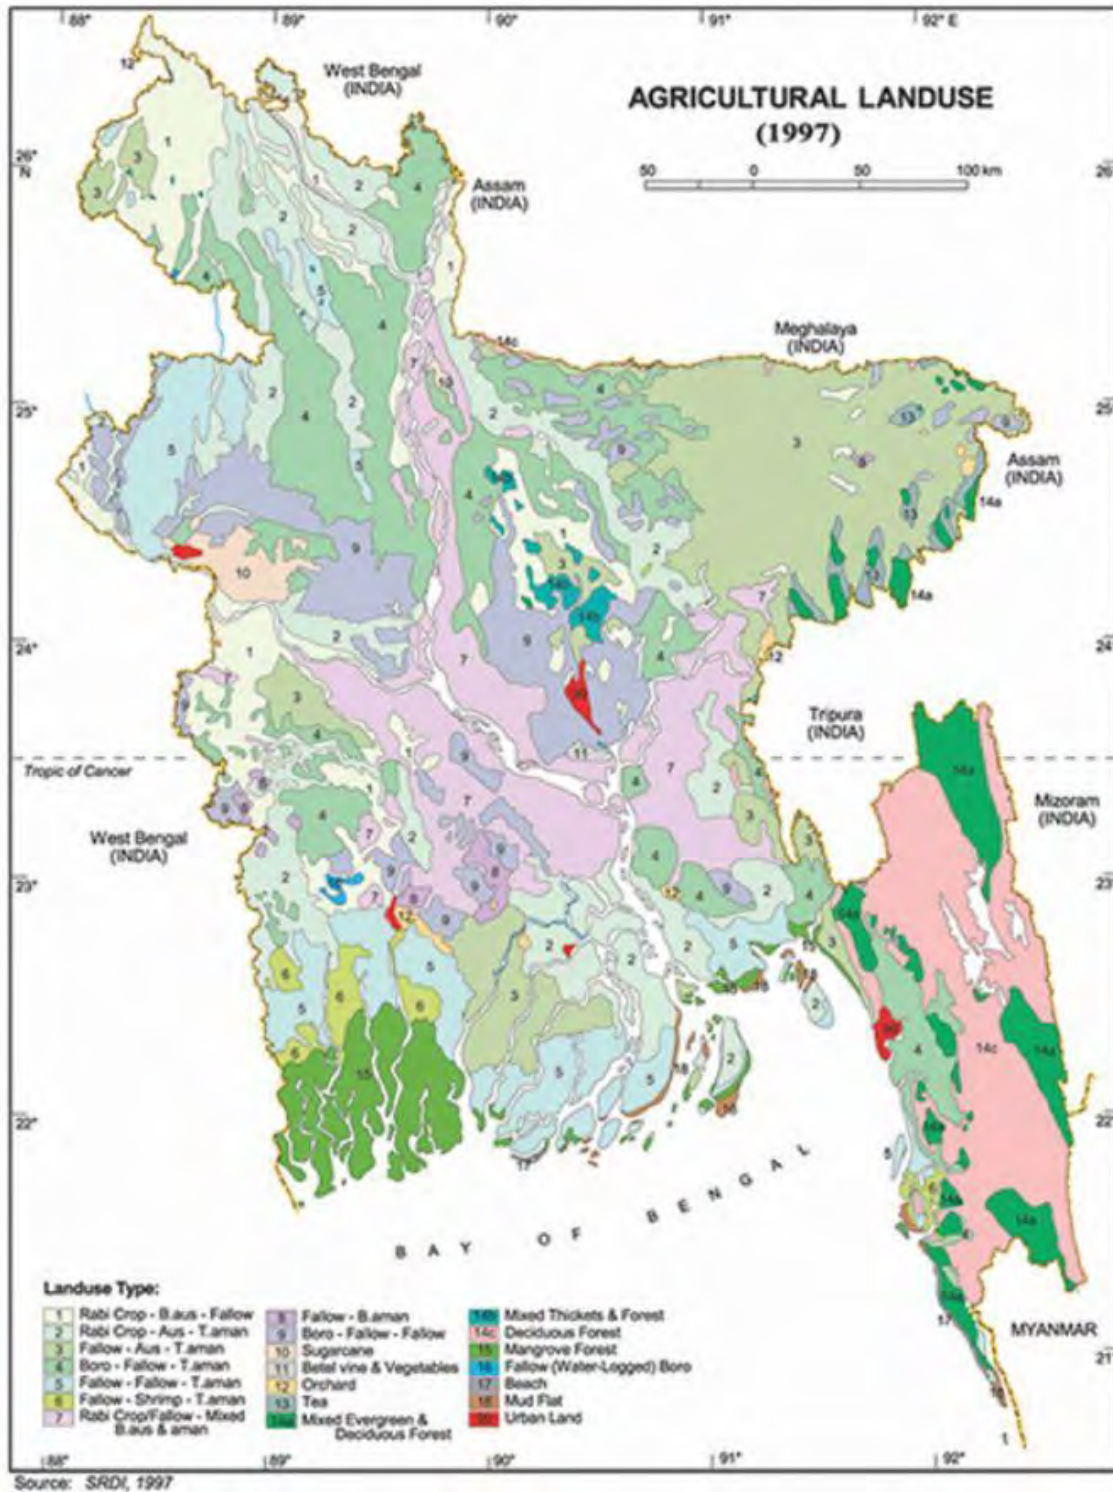 88° 89° 90° 91° 92° E
AGRICULTURAL LANDUSE
(1997)
50 0 50 100 km
West Bengal
(INDIA)
Assam
(INDIA)
Meghalaya
(INDIA)
Assam
(INDIA)
Tripura
(INDIA)
Mizoram
(INDIA)
West Bengal
(INDIA)
Tropic of Cancer
MYANMAR
BAY OF BENGAL
26°
N
25°
24°
23°
22°
Landuse Type:
1 Rabi Crop - B.aus - Fallow
2 Rabi Crop - Aus - T.aman
3 Fallow - Aus - T.aman
4 Boro - Fallow - T.aman
5 Fallow - Fallow - T.aman
6 Fallow - Shrimp - T.aman
7 Rabi Crop/Fallow - Mixed
B.aus & aman
8 Fallow - B.aman
9 Boro - Fallow - Fallow
10 Sugarcane
11 Betel vine & Vegetables
12 Orchard
13 Tea
14a Mixed Evergreen &
Deciduous Forest
14b Mixed Thickets & Forest
14c Deciduous Forest
15 Mangrove Forest
16 Fallow (Water-Logged) Boro
17 Beach
18 Mud Flat
Urban Land
88° 89° 90° 91° 92°
Source: SRDI, 1997